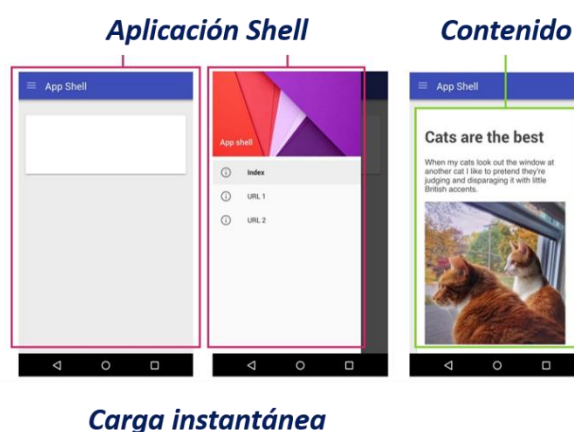 Aplicación Shell
Contenido
App Shell
App shell
Index
URL 1
URL 2
App Shell
Cats are the best
When my cats look out the window at
another cat I like to pretend they're
judging and disparaging it with little
British accents.
Carga instantánea